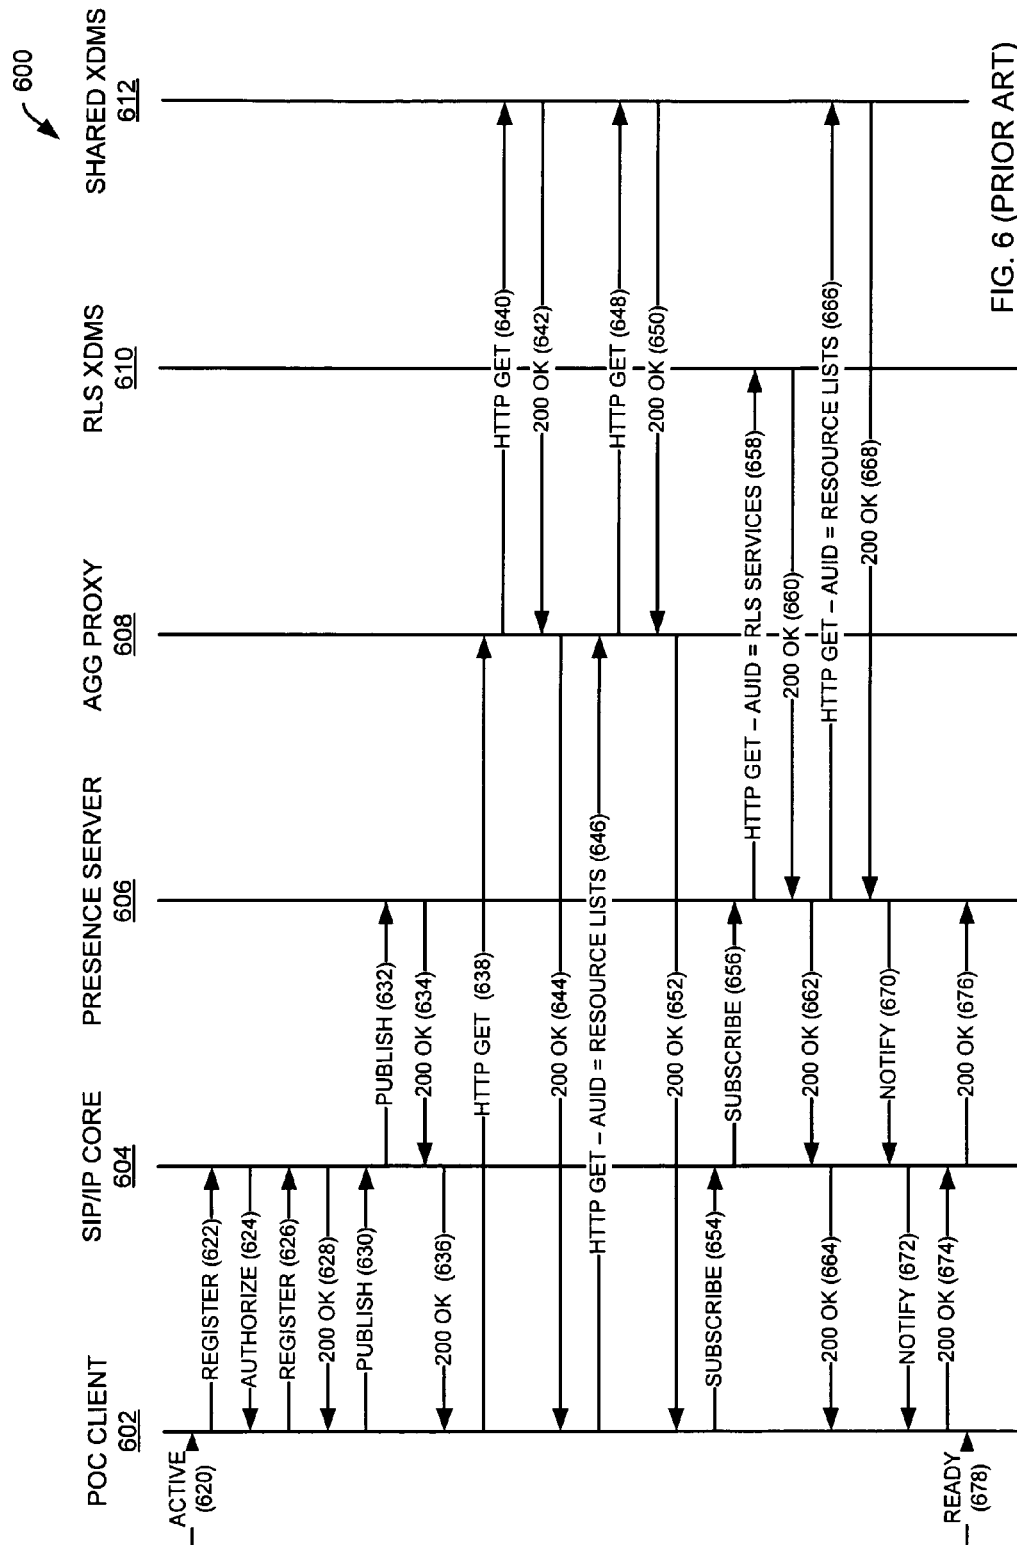 600
POC CLIENT
602
SIP/IP CORE
604
PRESENCE SERVER
606
AGG PROXY
608
RLS XDMS
610
SHARED XDMS
612
ACTIVE
(620)
REGISTER (622)
AUTHORIZE (624)
REGISTER (626)
200 OK (628)
PUBLISH (630)
PUBLISH (632)
200 OK (634)
200 OK (636)
HTTP GET (638)
HTTP GET (640)
200 OK (642)
200 OK (644)
HTTP GET – AUID = RESOURCE LISTS (646)
HTTP GET (648)
200 OK (650)
200 OK (652)
SUBSCRIBE (654)
SUBSCRIBE (656)
HTTP GET – AUID = RLS SERVICES (658)
200 OK (660)
200 OK (662)
200 OK (664)
HTTP GET – AUID = RESOURCE LISTS (666)
200 OK (668)
NOTIFY (670)
NOTIFY (672)
200 OK (674)
200 OK (676)
READY
(678)
FIG. 6 (PRIOR ART)